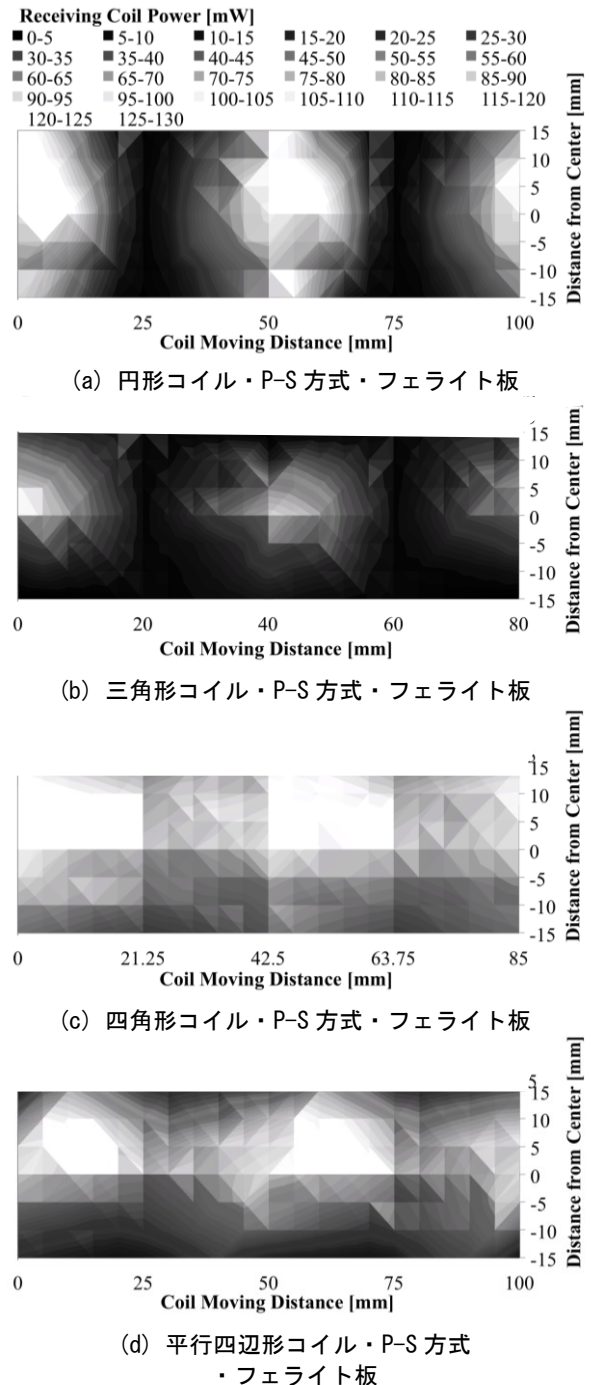 Receiving Coil Power [mW]
0-5 5-10 10-15 15-20 20-25 25-30
30-35 35-40 40-45 45-50 50-55 55-60
60-65 65-70 70-75 75-80 80-85 85-90
90-95 95-100 100-105 105-110 110-115 115-120
120-125 125-130
15
10
5
0
-5
-10
-15
Distance from Center [mm]
0 25 50 75 100
Coil Moving Distance [mm]
(a) 円形コイル・P-S 方式・フェライト板
15
10
5
0
-5
-10
-15
Distance from Center [mm]
0 20 40 60 80
Coil Moving Distance [mm]
(b) 三角形コイル・P-S 方式・フェライト板
15
10
5
0
-5
-10
-15
Distance from Center [mm]
0 21.25 42.5 63.75 85
Coil Moving Distance [mm]
(c) 四角形コイル・P-S 方式・フェライト板
15
10
5
0
-5
-10
-15
Distance from Center [mm]
0 25 50 75 100
Coil Moving Distance [mm]
(d) 平行四辺形コイル・P-S 方式
・フェライト板